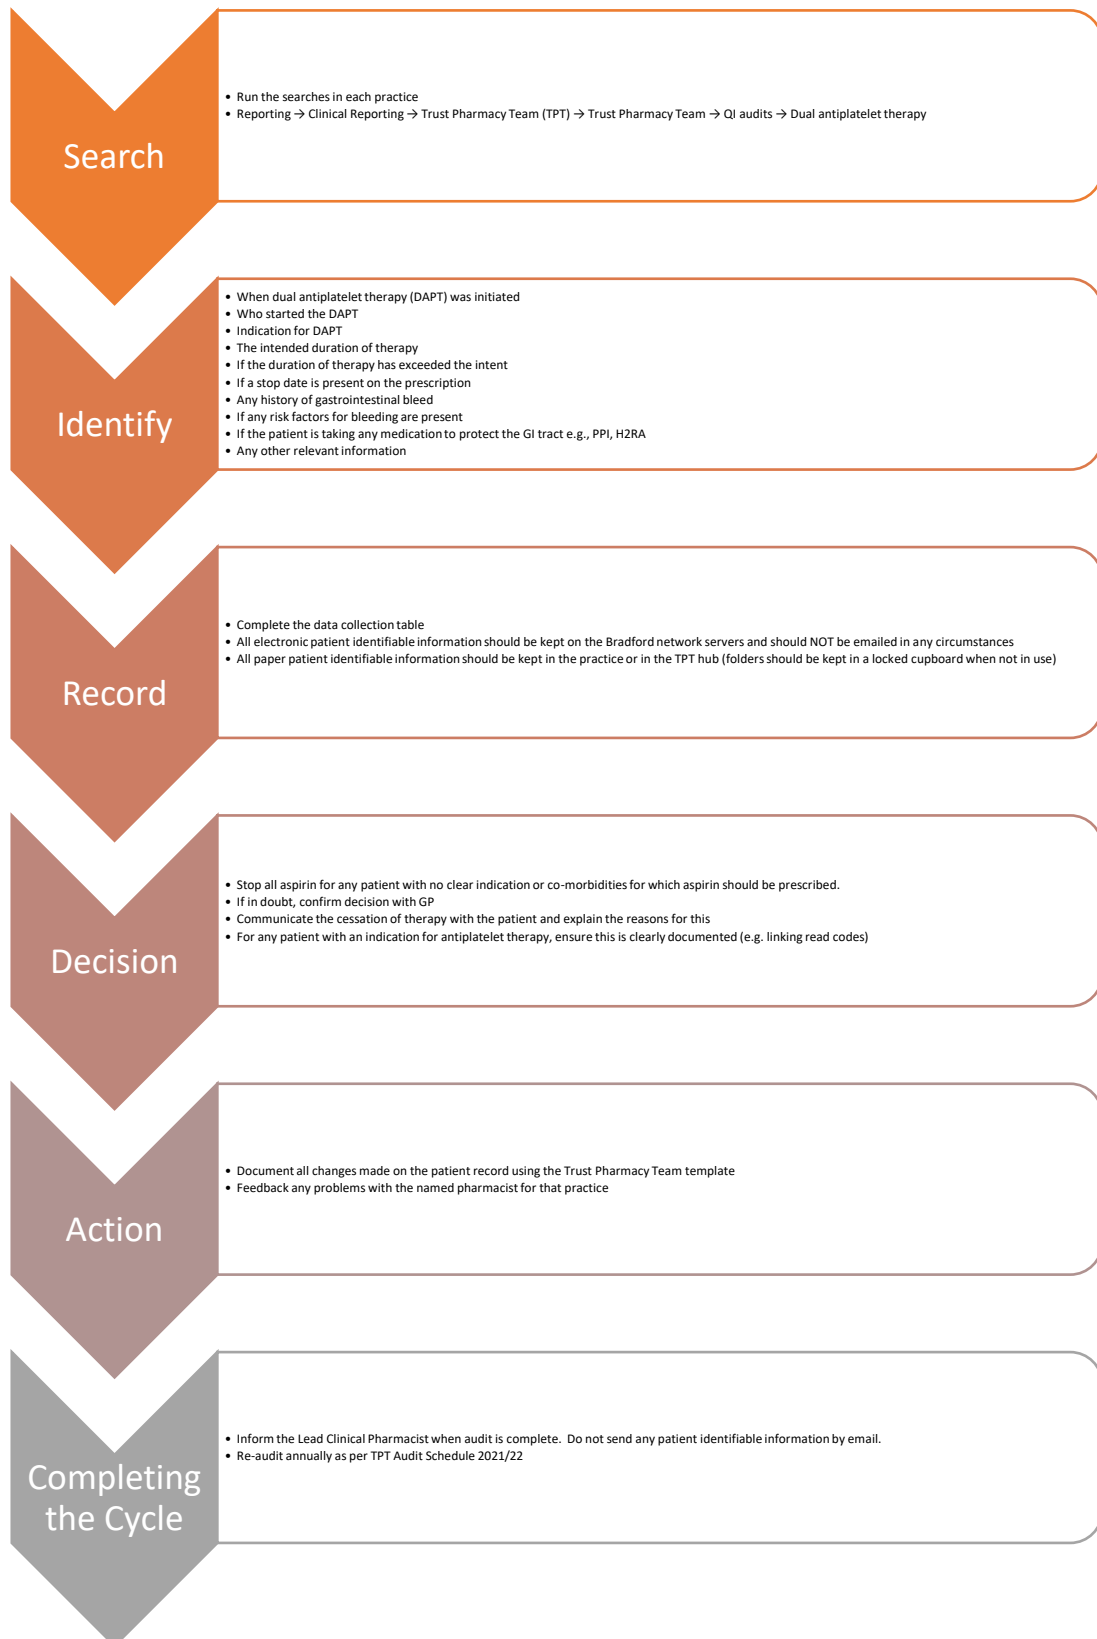 Search
• Run the searches in each practice
• Reporting → Clinical Reporting → Trust Pharmacy Team (TPT) → Trust Pharmacy Team → QI audits → Dual antiplatelet therapy
Identify
• When dual antiplatelet therapy (DAPT) was initiated
• Who started the DAPT
• Indication for DAPT
• The intended duration of therapy
• If the duration of therapy has exceeded the intent
• If a stop date is present on the prescription
• Any history of gastrointestinal bleed
• If any risk factors for bleeding are present
• If the patient is taking any medication to protect the GI tract e.g., PPI, H2RA
• Any other relevant information
Record
• Complete the data collection table
• All electronic patient identifiable information should be kept on the Bradford network servers and should NOT be emailed in any circumstances
• All paper patient identifiable information should be kept in the practice or in the TPT hub (folders should be kept in a locked cupboard when not in use)
Decision
• Stop all aspirin for any patient with no clear indication or co-morbidities for which aspirin should be prescribed.
• If in doubt, confirm decision with GP
• Communicate the cessation of therapy with the patient and explain the reasons for this
• For any patient with an indication for antiplatelet therapy, ensure this is clearly documented (e.g. linking read codes)
Action
• Document all changes made on the patient record using the Trust Pharmacy Team template
• Feedback any problems with the named pharmacist for that practice
Completing
the Cycle
• Inform the Lead Clinical Pharmacist when audit is complete. Do not send any patient identifiable information by email.
• Re-audit annually as per TPT Audit Schedule 2021/22